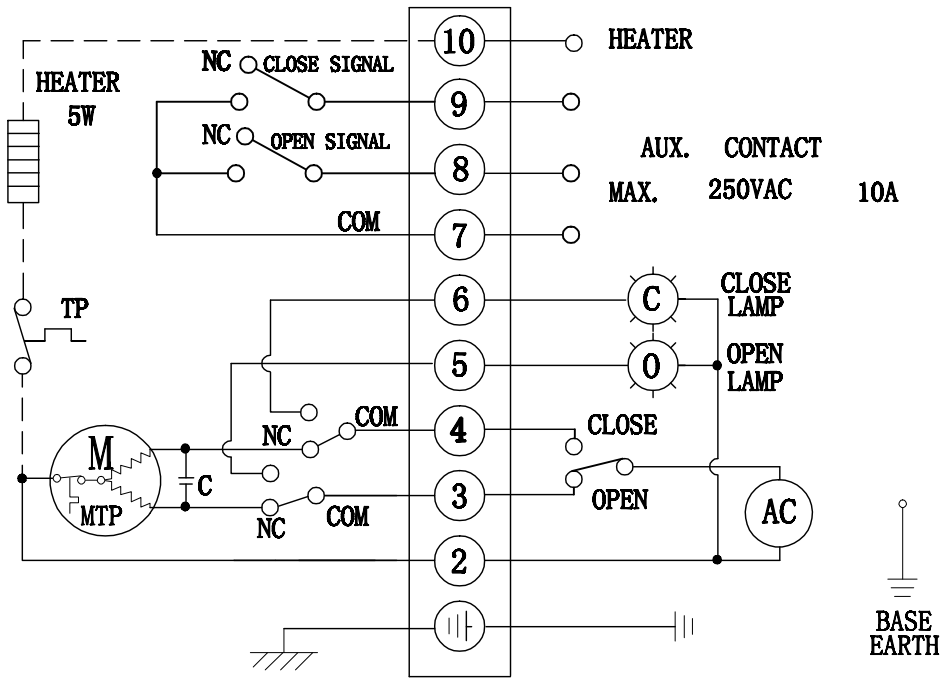 10
HEATER
NC CLOSE SIGNAL
HEATER
5W
9
NC OPEN SIGNAL
AUX. CONTACT
8
MAX. 250VAC 10A
COM
7
6
C
CLOSE
LAMP
TP
5
O
OPEN
LAMP
COM
4
CLOSE
NC
M
C
MTP
3
OPEN
NC
COM
AC
2
BASE
EARTH